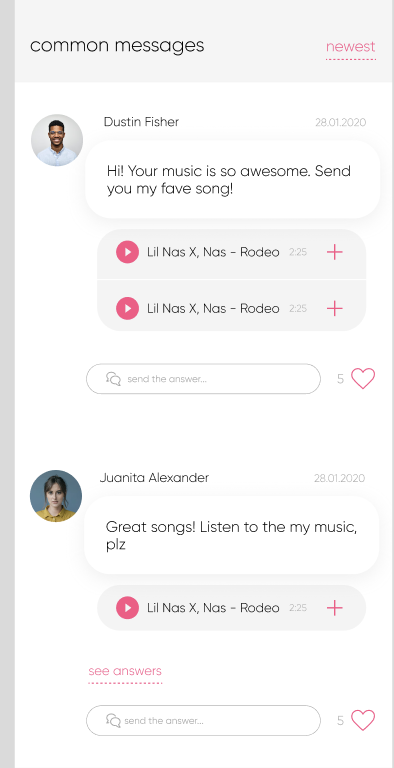 common messages
newest
Dustin Fisher
28.01.2020
Hi! Your music is so awesome. Send
you my fave song!
Lil Nas X, Nas - Rodeo 2:25
Lil Nas X, Nas - Rodeo 2:25
send the answer...
5
Juanita Alexander
28.01.2020
Great songs! Listen to the my music,
plz
Lil Nas X, Nas - Rodeo 2:25
see answers
send the answer...
5